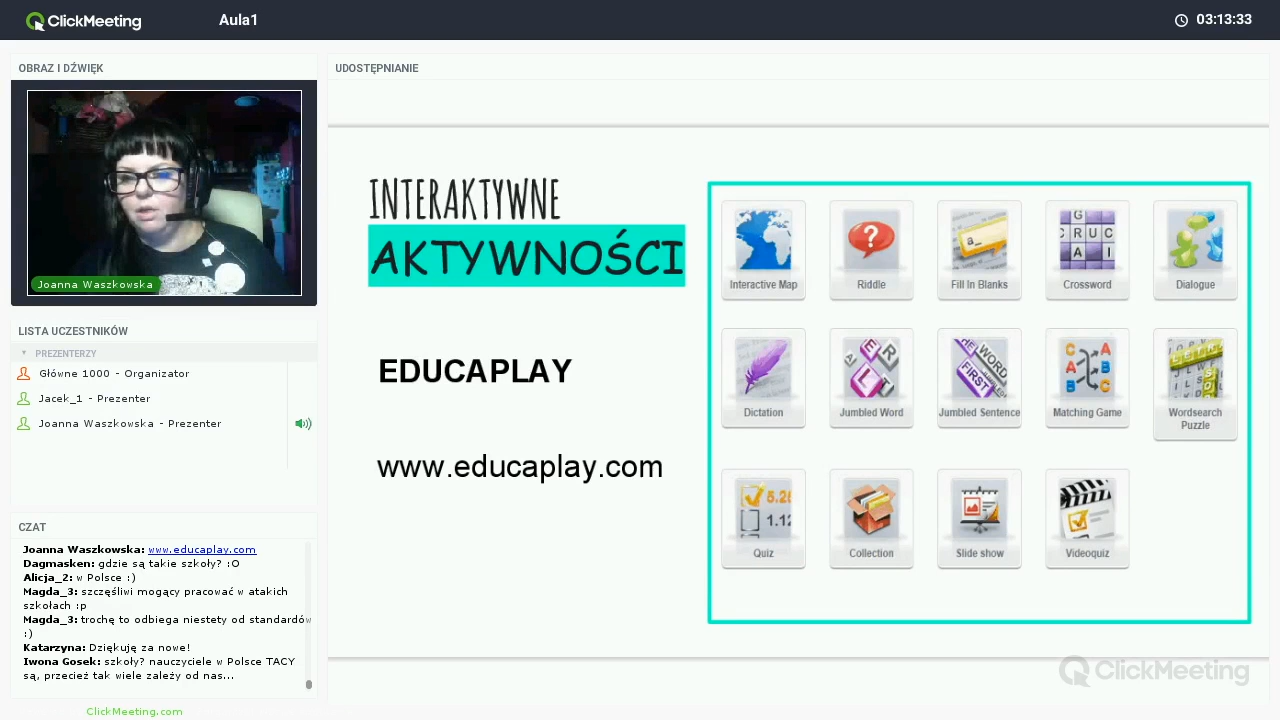 ClickMeeting
Aula1
03:13:33
OBRAZ I DŹWIĘK
Joanna Waszkowska
LISTA UCZESTNIKÓW
PREZENTERZY
Główne 1000 - Organizator
Jacek_1 - Prezenter
Joanna Waszkowska - Prezenter
CZAT
Joanna Waszkowska: www.educaplay.com
Dagmasken: gdzie są takie szkoły? :O
Alicja_2: w Polsce :)
Magda_3: szczęśliwi mogący pracować w atakich
szkołach :p
Magda_3: trochę to odbiega niestety od standardów
:)
Katarzyna: Dziękuję za nowe!
Iwona Gosek: szkoły? nauczyciele w Polsce TACY
są, przecież tak wiele zależy od nas...
ClickMeeting.com
UDOSTĘPNIANIE
INTERAKTYWNE
AKTYWNOŚCI
EDUCAPLAY
www.educaplay.com
Interactive Map
Riddle
Fill In Blanks
Crossword
Dialogue
Dictation
Jumbled Word
Jumbled Sentence
Matching Game
Wordsearch
Puzzle
Quiz
Collection
Slide show
Videoquiz
ClickMeeting